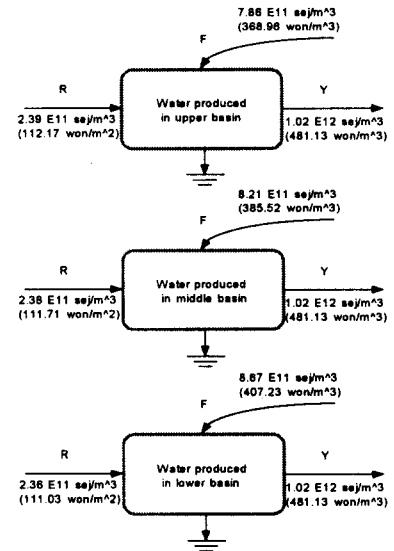 7.86 E11 sej/m^3
(368.96 won/m^3)
F
R
Y
Water produced
in upper basin
2.39 E11 sej/m^3
(112.17 won/m^2)
1.02 E12 sej/m^3
(481.13 won/m^3)
8.21 E11 sej/m^3
(385.52 won/m^3)
F
R
Y
Water produced
in middle basin
2.38 E11 sej/m^3
(111.71 won/m^2)
1.02 E12 sej/m^3
(481.13 won/m^3)
8.67 E11 sej/m^3
(407.23 won/m^3)
F
R
Y
Water produced
in lower basin
2.36 E11 sej/m^3
(111.03 won/m^2)
1.02 E12 sej/m^3
(481.13 won/m^3)